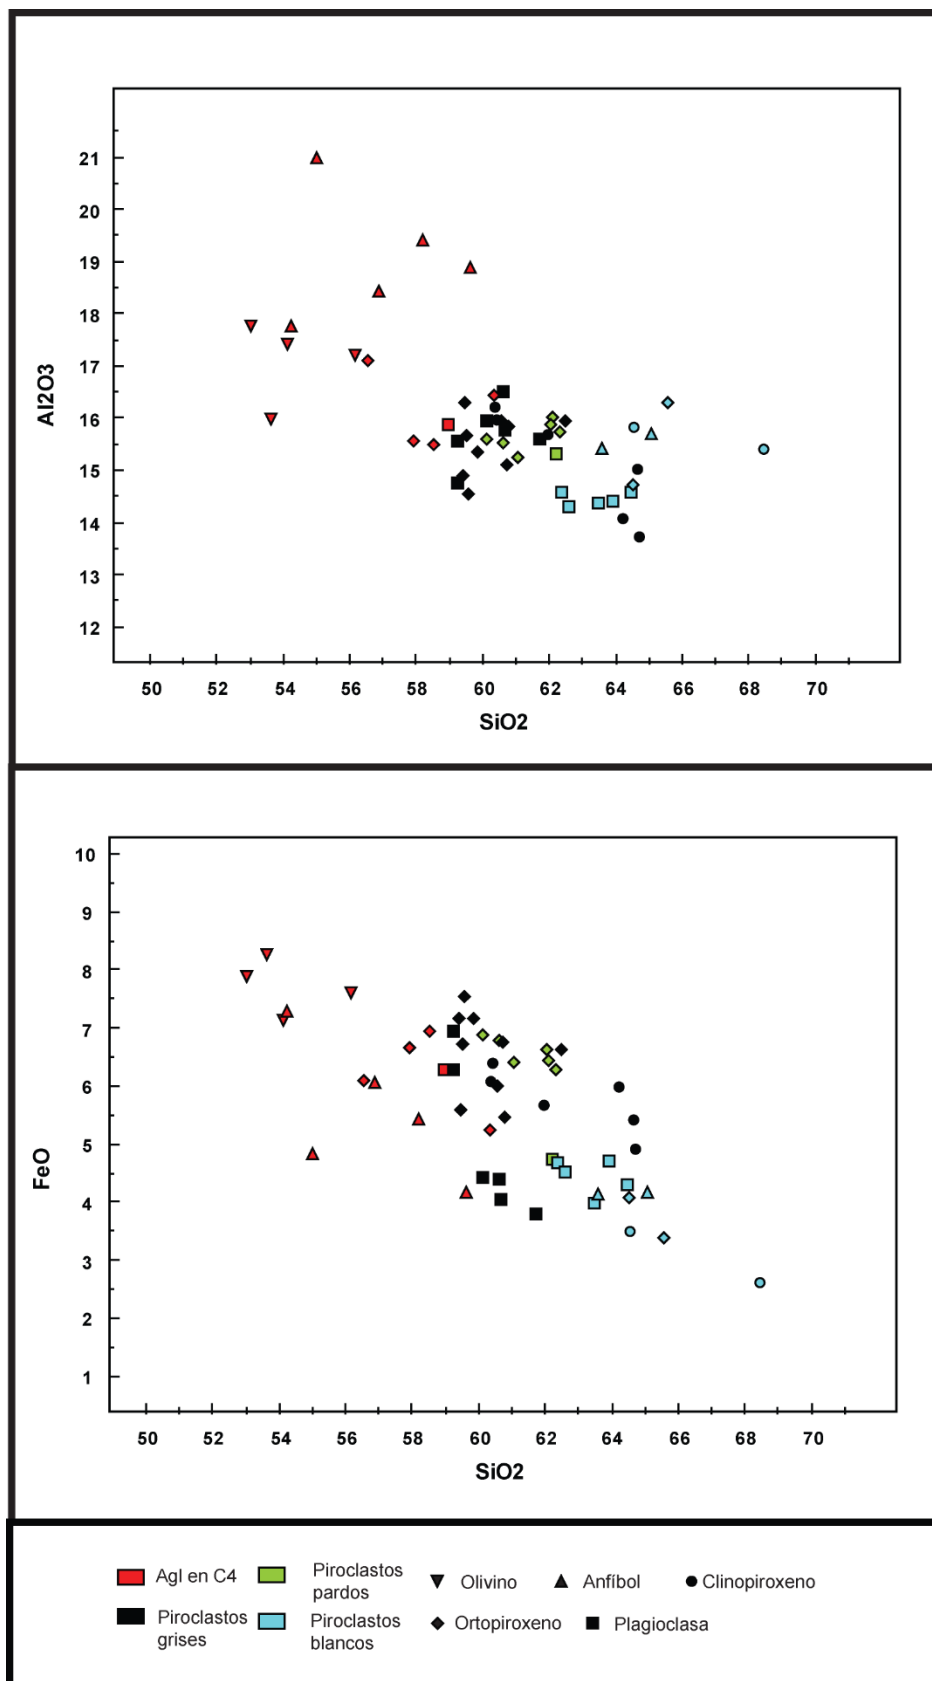 21
20
19
18
17
16
15
14
13
12
Al2O3
50 52 54 56 58 60 62 64 66 68 70
SiO2
10
9
8
7
6
5
4
3
2
1
FeO
50 52 54 56 58 60 62 64 66 68 70
SiO2
Agl en C4
Piroclastos
pardos
Olivino
Anfíbol
Clinopiroxeno
Piroclastos
grises
Piroclastos
blancos
Ortopiroxeno
Plagioclasa